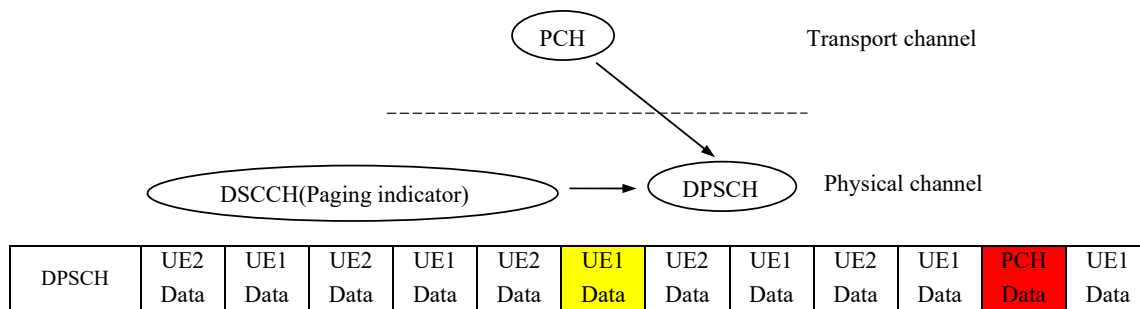 PCH
Transport channel
DSCCH(Paging indicator)
DPSCH
Physical channel
DPSCH
UE2 UE1 UE2 UE1 UE2 UE1 UE2 UE1 UE2 UE1 PCH UE1
Data Data Data Data Data Data Data Data Data Data Data Data